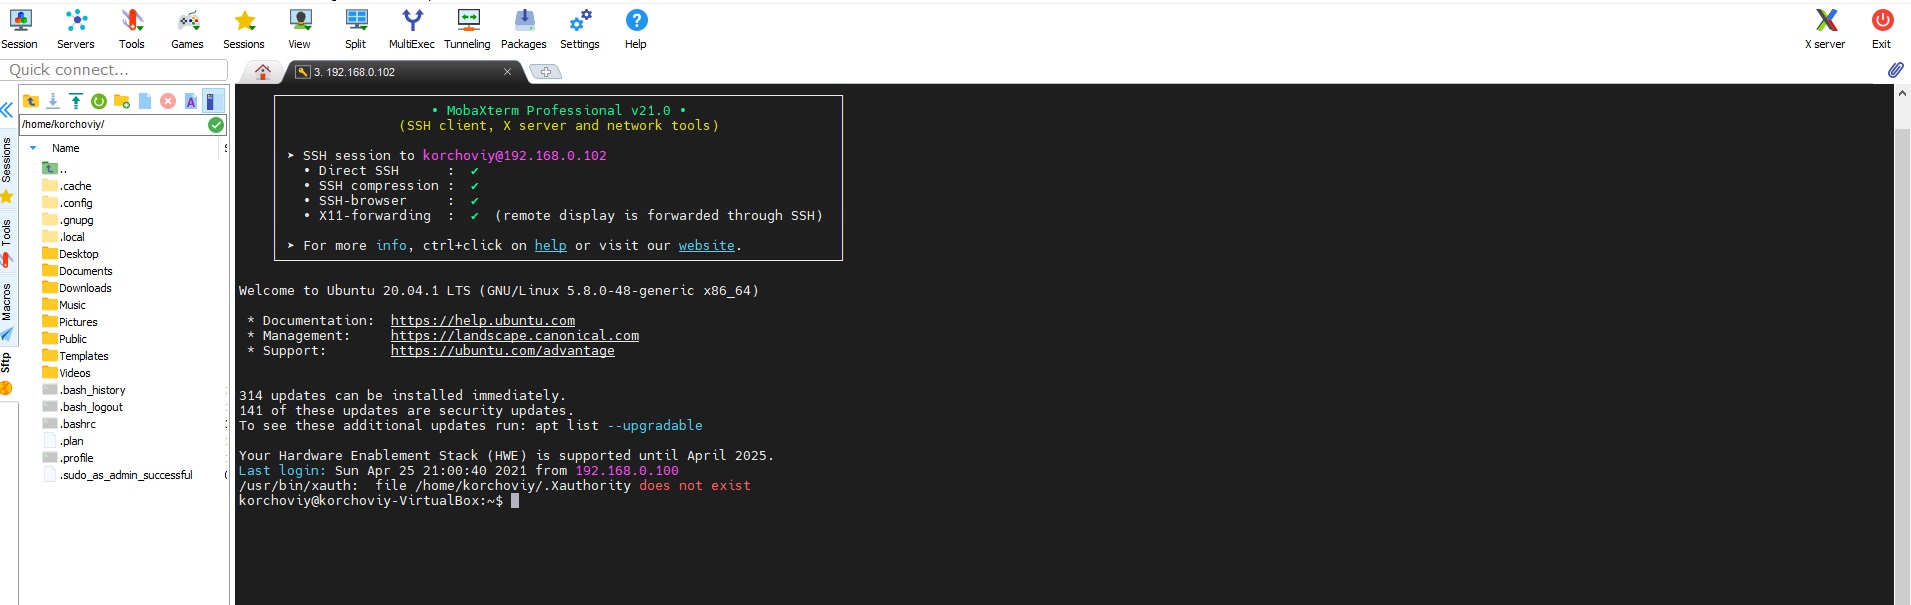 Session Servers Tools Games Sessions View Split MultiExec Tunneling Packages Settings Help X server Exit
Quick connect...
3. 192.168.0.102
/home/korchoviy/
Name
..
.cache
.config
.gnupg
.local
Desktop
Documents
Downloads
Music
Pictures
Public
Templates
Videos
.bash_history
.bash_logout
.bashrc
.plan
.profile
.sudo_as_admin_successful
Sessions
Tools
Macros
Sftp
• MobaXterm Professional v21.0 •
(SSH client, X server and network tools)
➤ SSH session to korchoviy@192.168.0.102
• Direct SSH : ✔
• SSH compression : ✔
• SSH-browser : ✔
• X11-forwarding : ✔ (remote display is forwarded through SSH)
➤ For more info, ctrl+click on help or visit our website.
Welcome to Ubuntu 20.04.1 LTS (GNU/Linux 5.8.0-48-generic x86_64)
* Documentation: https://help.ubuntu.com
* Management: https://landscape.canonical.com
* Support: https://ubuntu.com/advantage
314 updates can be installed immediately.
141 of these updates are security updates.
To see these additional updates run: apt list --upgradable
Your Hardware Enablement Stack (HWE) is supported until April 2025.
Last login: Sun Apr 25 21:00:40 2021 from 192.168.0.100
/usr/bin/xauth: file /home/korchoviy/.Xauthority does not exist
korchoviy@korchoviy-VirtualBox:~$